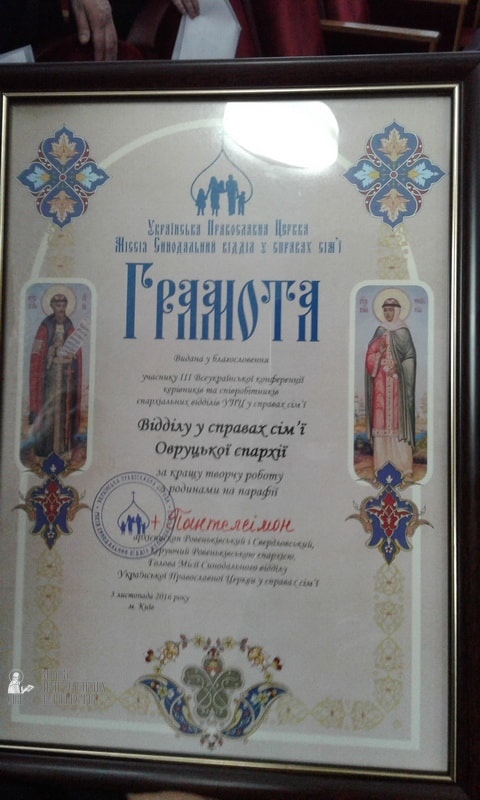 Українська Православна Церква
Місія Синодальний відділ у справах сім'ї
Грамота
Видана у благословення
учаснику III Всеукраїнської конференції
керівників та співробітників
єпархіальних відділів УПЦ у справах сім'ї
Відділу у справах сім'ї
Овруцької єпархії
за кращу творчу роботу
родинами на парафії
+ Пантелеімон
архієпископ Ровеньківський і Свердловський,
керуючий Ровеньківською єпархією,
Голова Місії Синодального відділу
Української Православної Церкви у справах сім'ї
3 листопада 2016 року
м. Київ